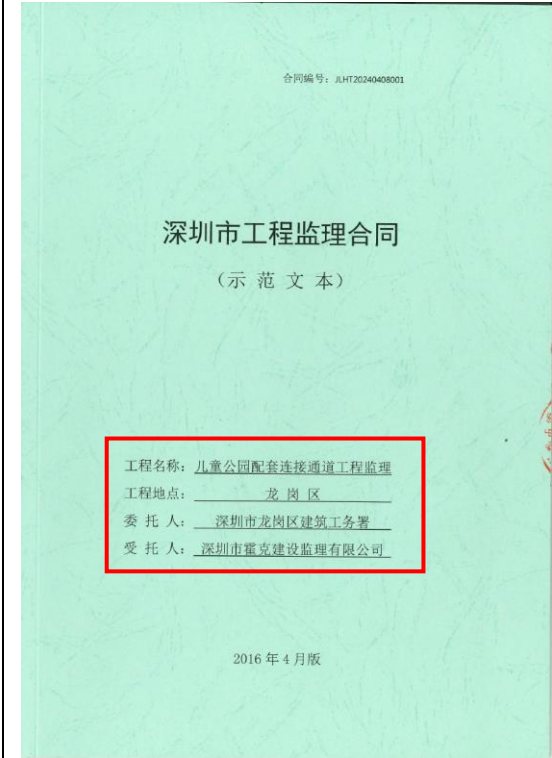 合同编号：JLHT20240408001
深圳市工程监理合同
（示 范 文 本）
工程名称：儿童公园配套连接通道工程监理
工程地点：龙 岗 区
委 托 人：深圳市龙岗区建筑工务署
受 托 人：深圳市霍克建设监理有限公司
2016 年 4 月版